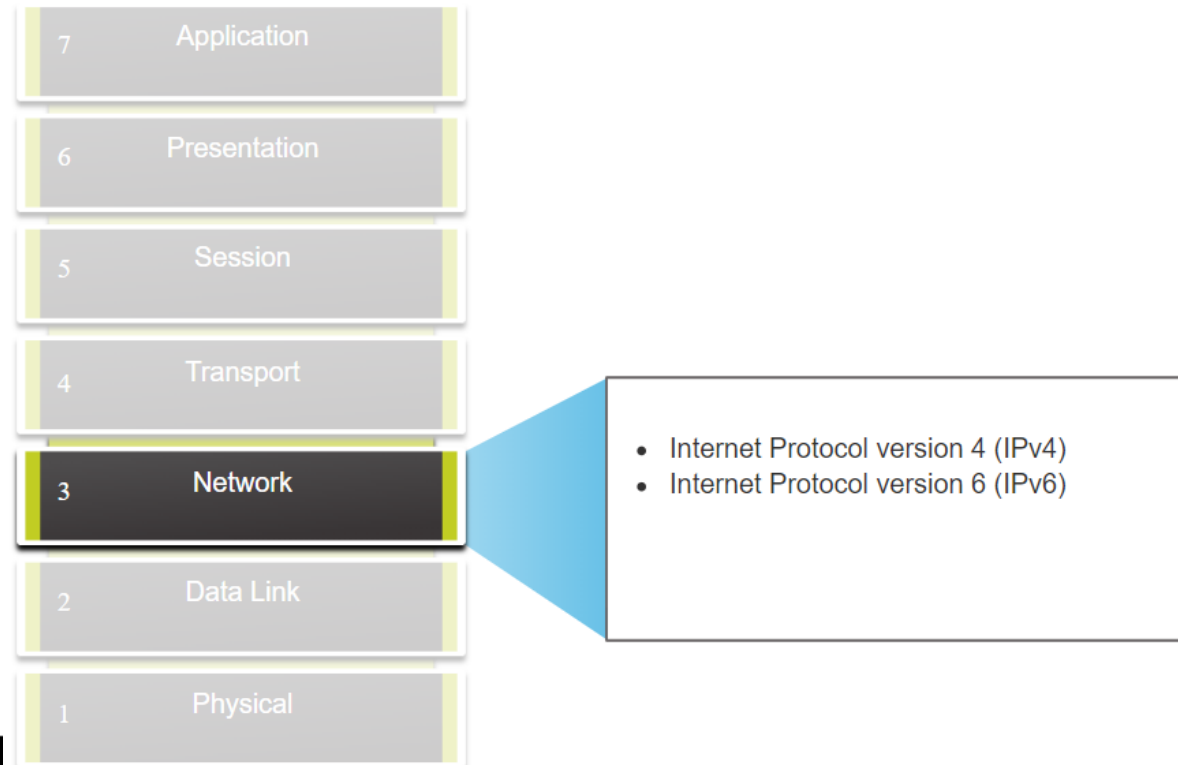 7 Application
6 Presentation
5 Session
4 Transport
3 Network
• Internet Protocol version 4 (IPv4)
• Internet Protocol version 6 (IPv6)
2 Data Link
1 Physical